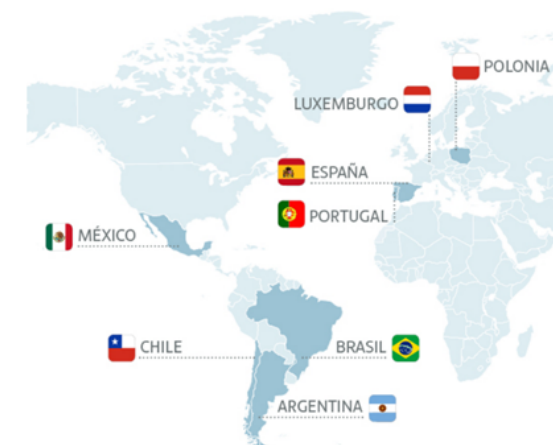 POLONIA
LUXEMBURGO
ESPAÑA
PORTUGAL
MÉXICO
CHILE
BRASIL
ARGENTINA